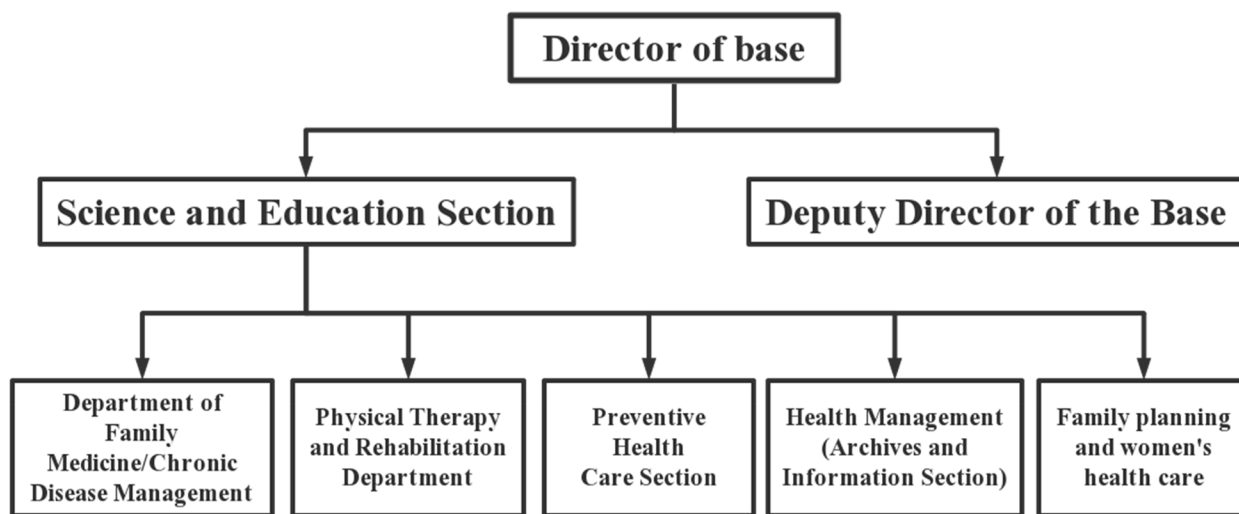 Director of base
Science and Education Section
Deputy Director of the Base
Department of
Family
Medicine/Chronic
Disease Management
Physical Therapy
and Rehabilitation
Department
Preventive
Health
Care Section
Health Management
(Archives and
Information Section)
Family planning
and women's
health care